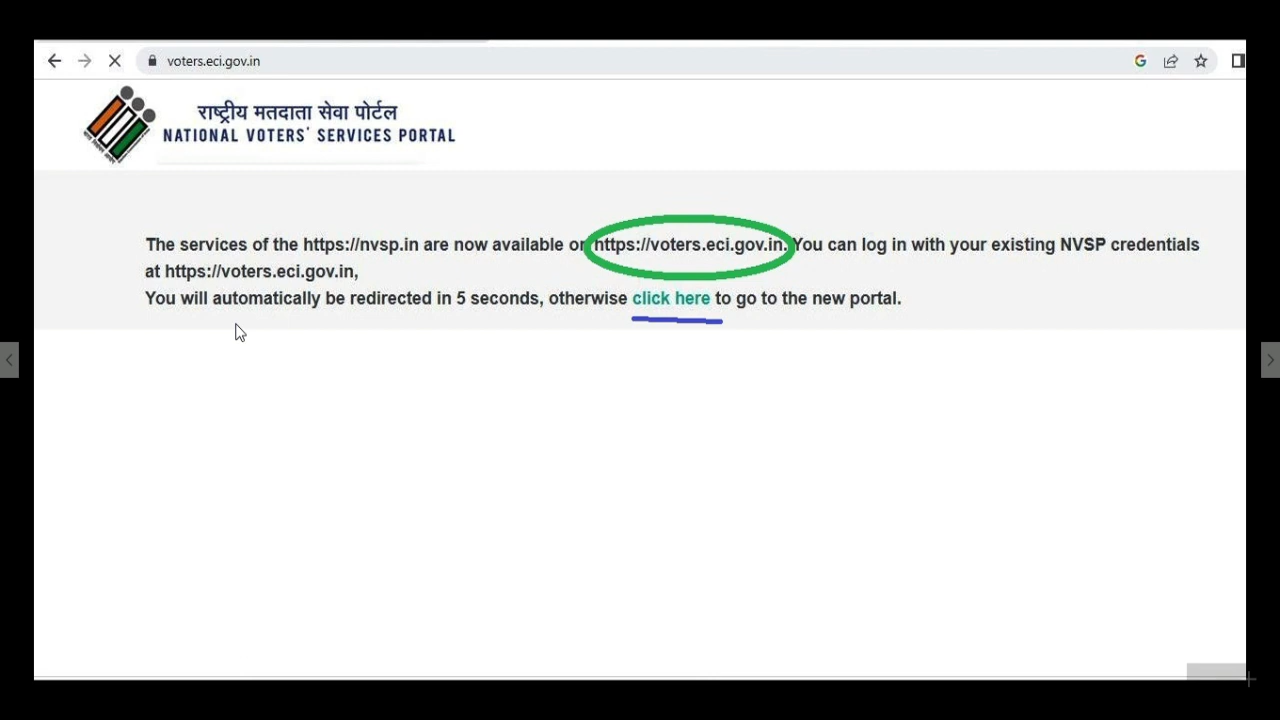 voters.eci.gov.in
राष्ट्रीय मतदाता सेवा पोर्टल
NATIONAL VOTERS' SERVICES PORTAL
The services of the https://nvsp.in are now available on https://voters.eci.gov.in. You can log in with your existing NVSP credentials
at https://voters.eci.gov.in,
You will automatically be redirected in 5 seconds, otherwise click here to go to the new portal.